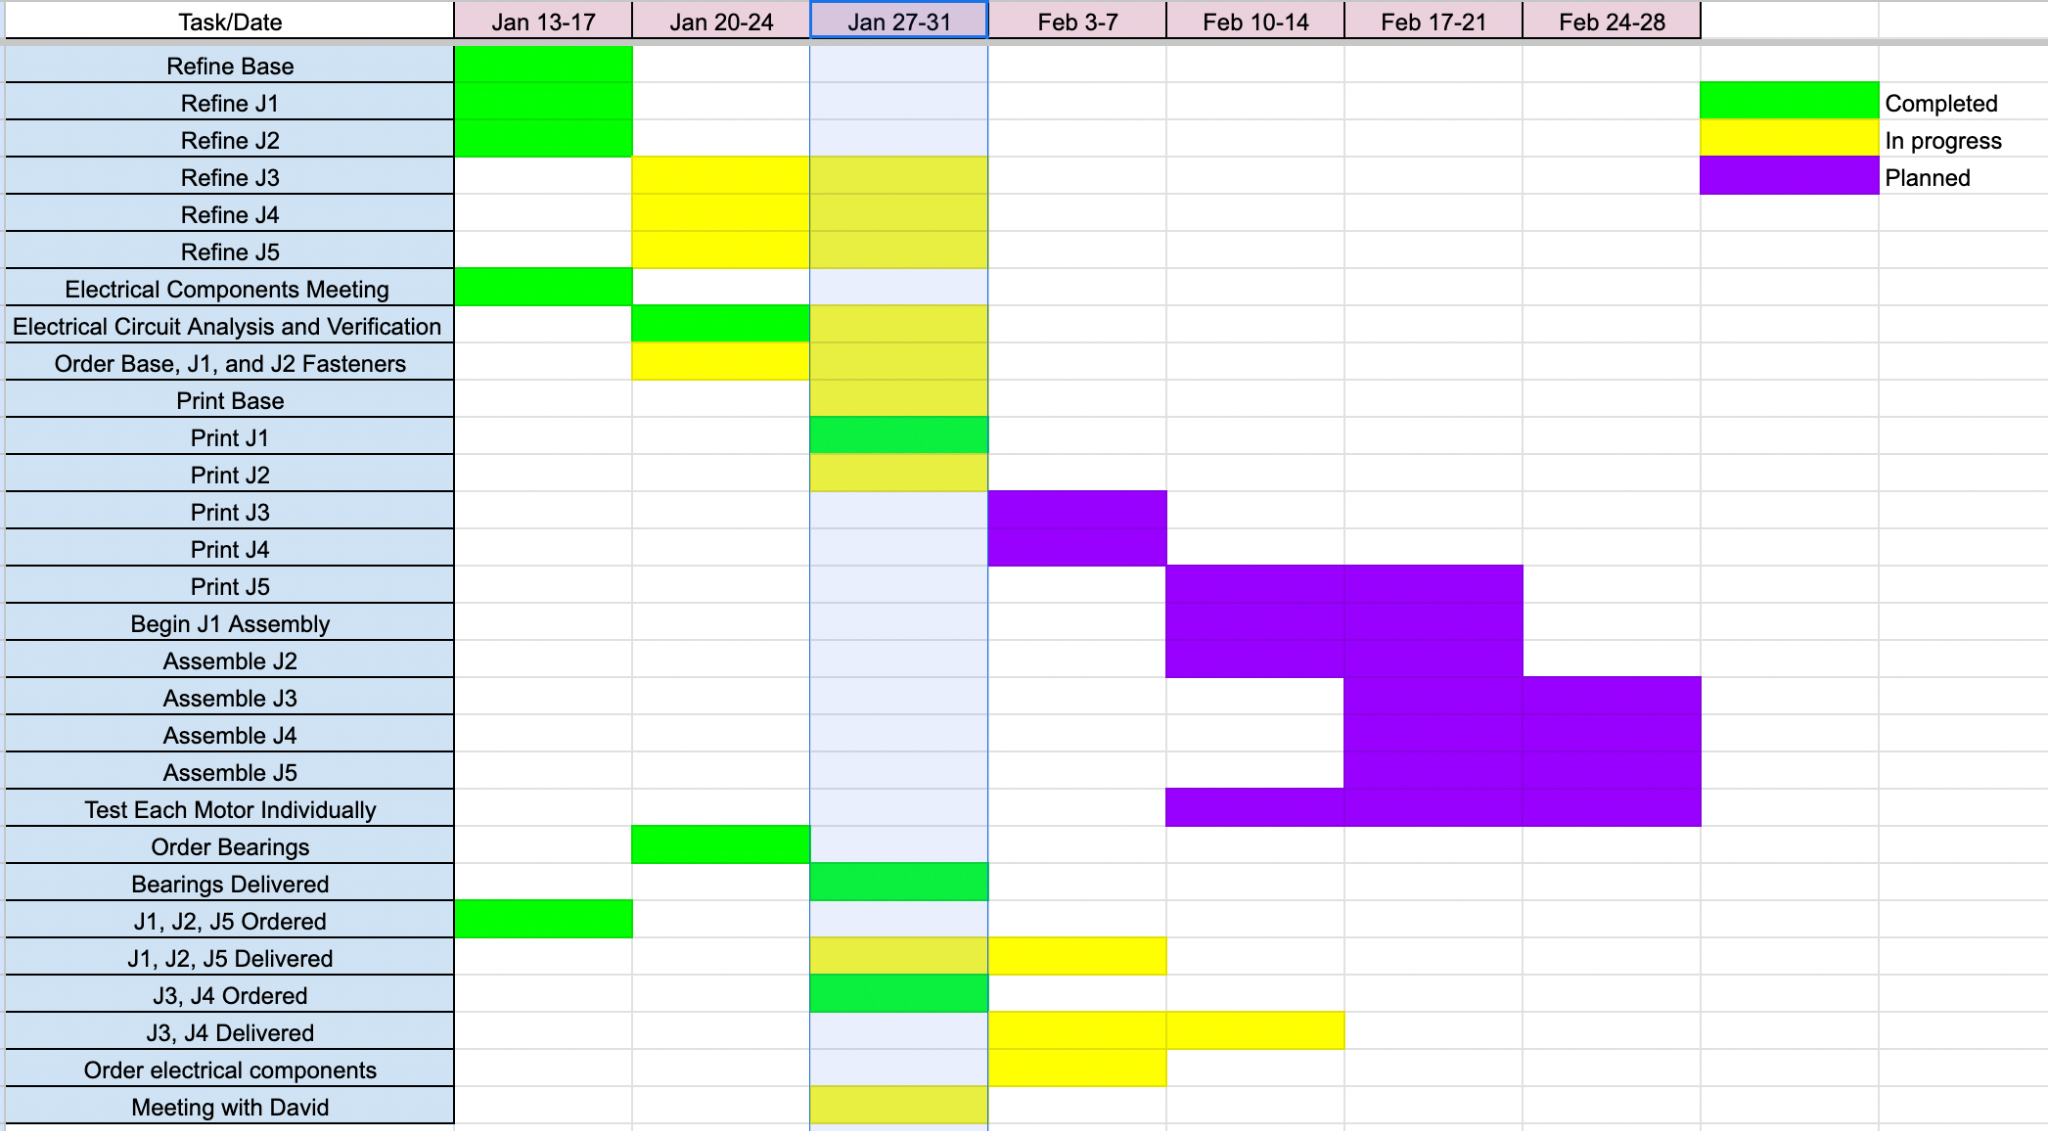 Task/Date Jan 13-17 Jan 20-24 Jan 27-31 Feb 3-7 Feb 10-14 Feb 17-21 Feb 24-28
Refine Base
Refine J1 Completed
Refine J2 In progress
Refine J3 Planned
Refine J4
Refine J5
Electrical Components Meeting
Electrical Circuit Analysis and Verification
Order Base, J1, and J2 Fasteners
Print Base
Print J1
Print J2
Print J3
Print J4
Print J5
Begin J1 Assembly
Assemble J2
Assemble J3
Assemble J4
Assemble J5
Test Each Motor Individually
Order Bearings
Bearings Delivered
J1, J2, J5 Ordered
J1, J2, J5 Delivered
J3, J4 Ordered
J3, J4 Delivered
Order electrical components
Meeting with David